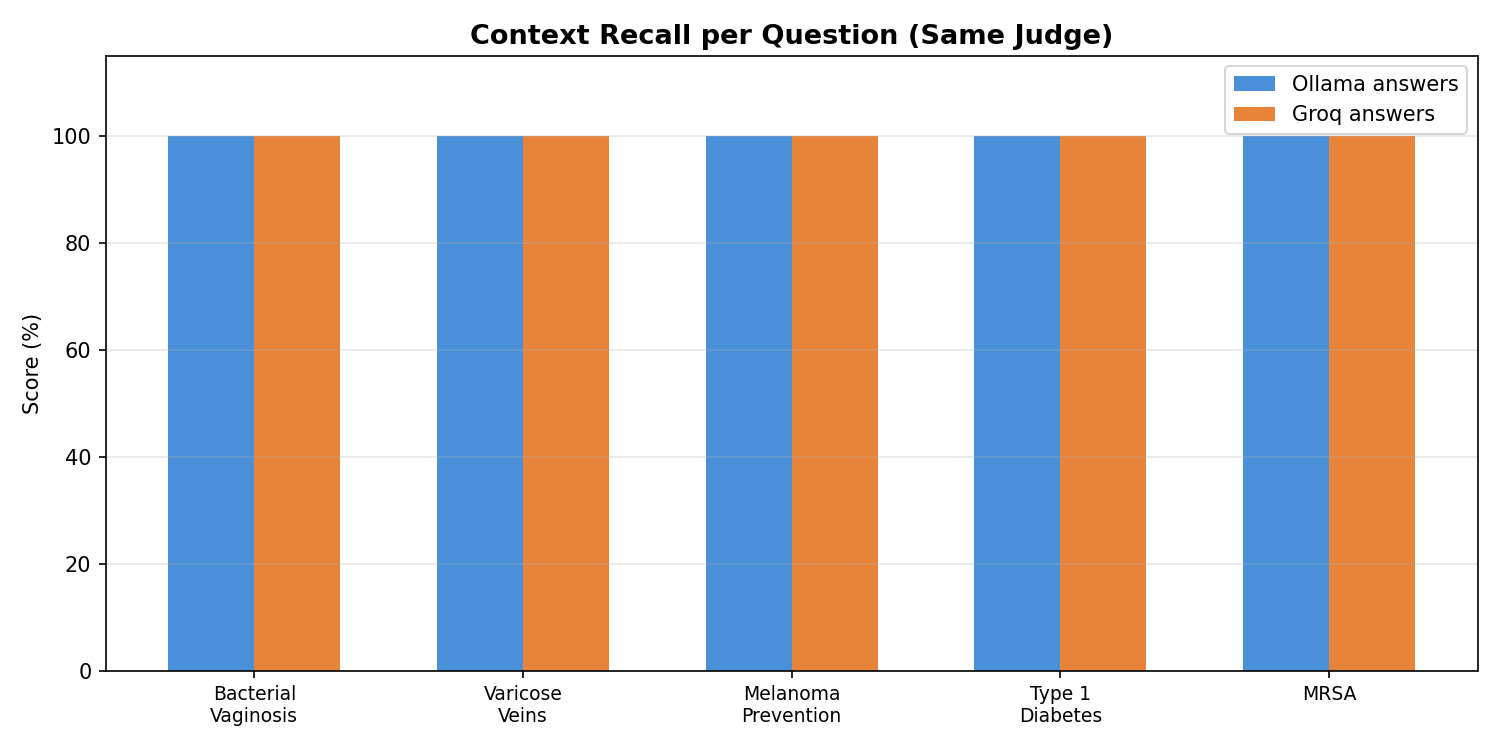 Context Recall per Question (Same Judge)
Ollama answers
Groq answers
Score (%)
100
80
60
40
20
0
Bacterial
Vaginosis
Varicose
Veins
Melanoma
Prevention
Type 1
Diabetes
MRSA